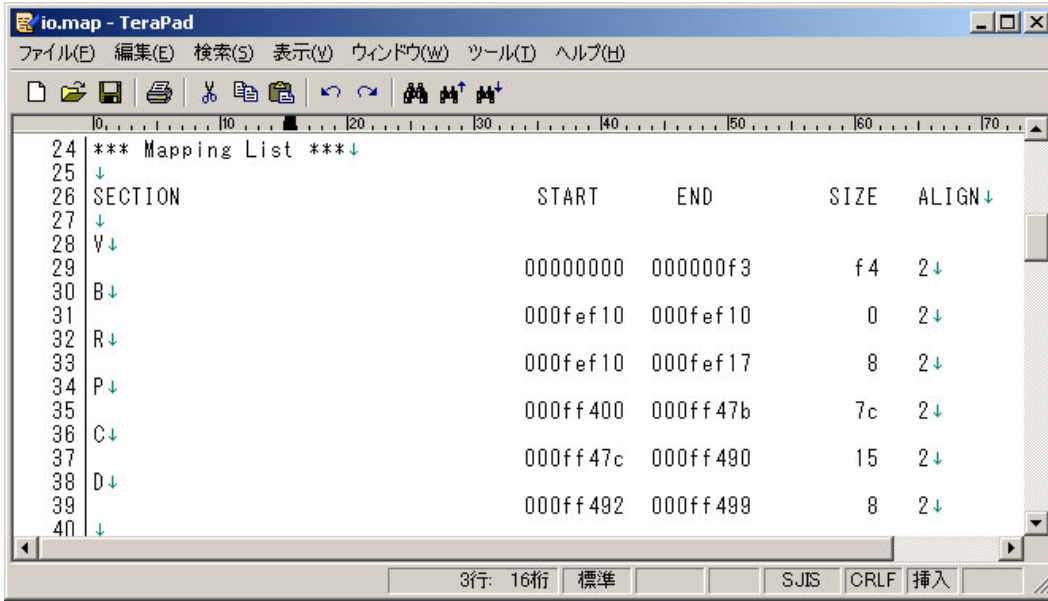 io.map - TeraPad
ファイル(F) 編集(E) 検索(S) 表示(V) ウィンドウ(W) ツール(T) ヘルプ(H)
0 10 20 30 40 50 60 70
24 *** Mapping List ***↓
25 ↓
26 SECTION START END SIZE ALIGN↓
27 ↓
28 V↓
29 00000000 000000f3 f4 2↓
30 B↓
31 000fef10 000fef10 0 2↓
32 R↓
33 000fef10 000fef17 8 2↓
34 P↓
35 000ff400 000ff47b 7c 2↓
36 C↓
37 000ff47c 000ff490 15 2↓
38 D↓
39 000ff492 000ff499 8 2↓
40 ↓
3行: 16桁 標準 SJIS CRLF 挿入